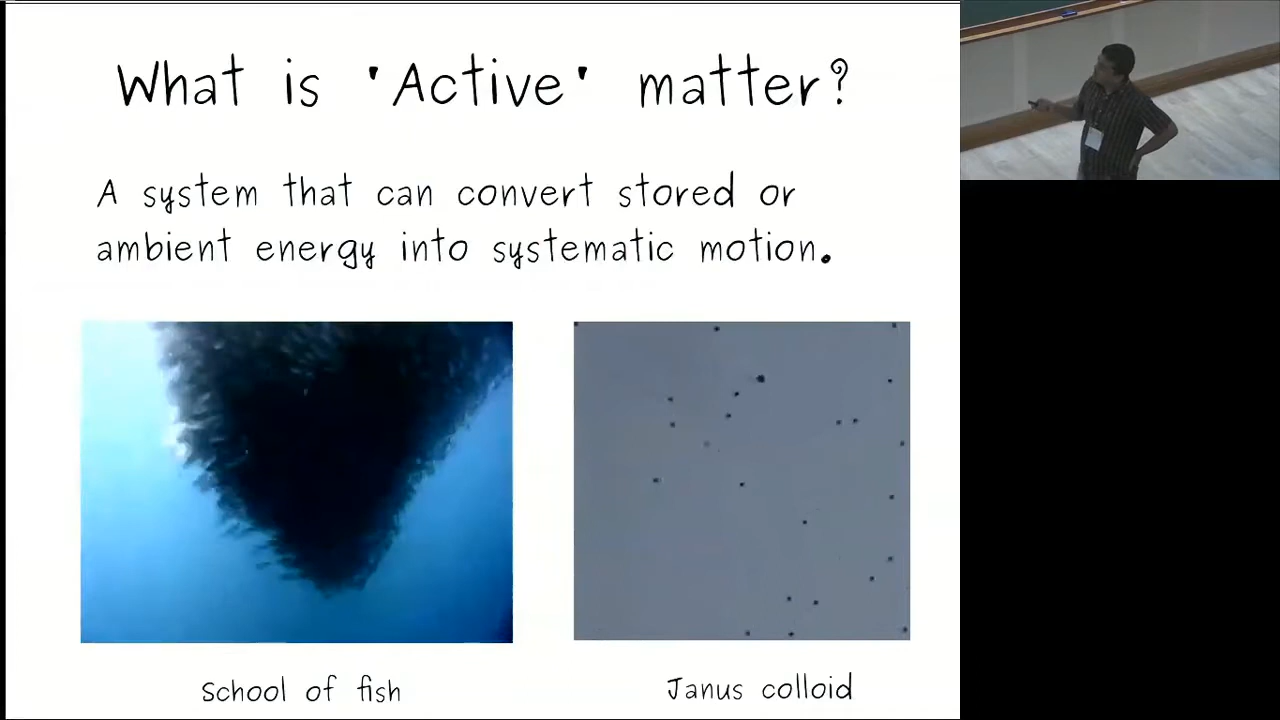 What is 'Active' matter?
A system that can convert stored or
ambient energy into systematic motion.
School of fish
Janus colloid